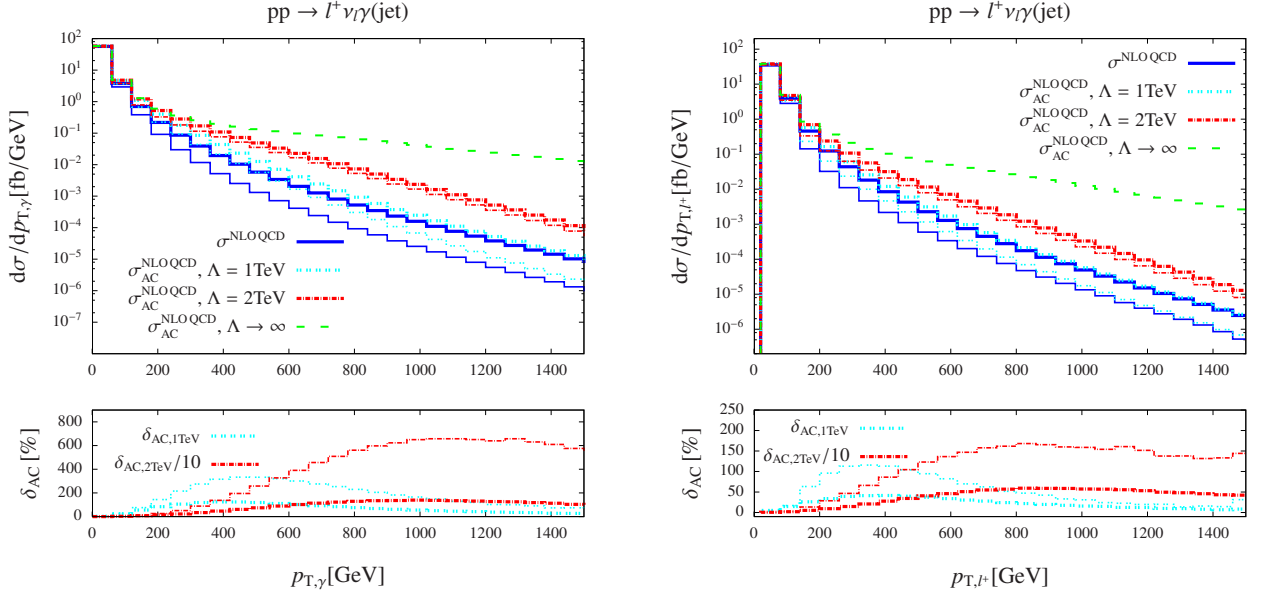 pp → l⁺ν_lγ(jet)
dσ/dp_T,γ[fb/GeV]
10²
10¹
10⁰
10⁻¹
10⁻²
10⁻³
10⁻⁴
10⁻⁵
10⁻⁶
10⁻⁷
σ^NLO QCD
σ_AC^NLO QCD, Λ = 1TeV
σ_AC^NLO QCD, Λ = 2TeV
σ_AC^NLO QCD, Λ → ∞
0 200 400 600 800 1000 1200 1400
δ_AC [%]
800
600
400
200
0
δ_AC,1TeV
δ_AC,2TeV/10
0 200 400 600 800 1000 1200 1400
p_T,γ[GeV]
pp → l⁺ν_lγ(jet)
dσ/dp_T,l⁺[fb/GeV]
10²
10¹
10⁰
10⁻¹
10⁻²
10⁻³
10⁻⁴
10⁻⁵
10⁻⁶
σ^NLO QCD
σ_AC^NLO QCD, Λ = 1TeV
σ_AC^NLO QCD, Λ = 2TeV
σ_AC^NLO QCD, Λ → ∞
0 200 400 600 800 1000 1200 1400
δ_AC [%]
250
200
150
100
50
0
δ_AC,1TeV
δ_AC,2TeV/10
0 200 400 600 800 1000 1200 1400
p_T,l⁺[GeV]